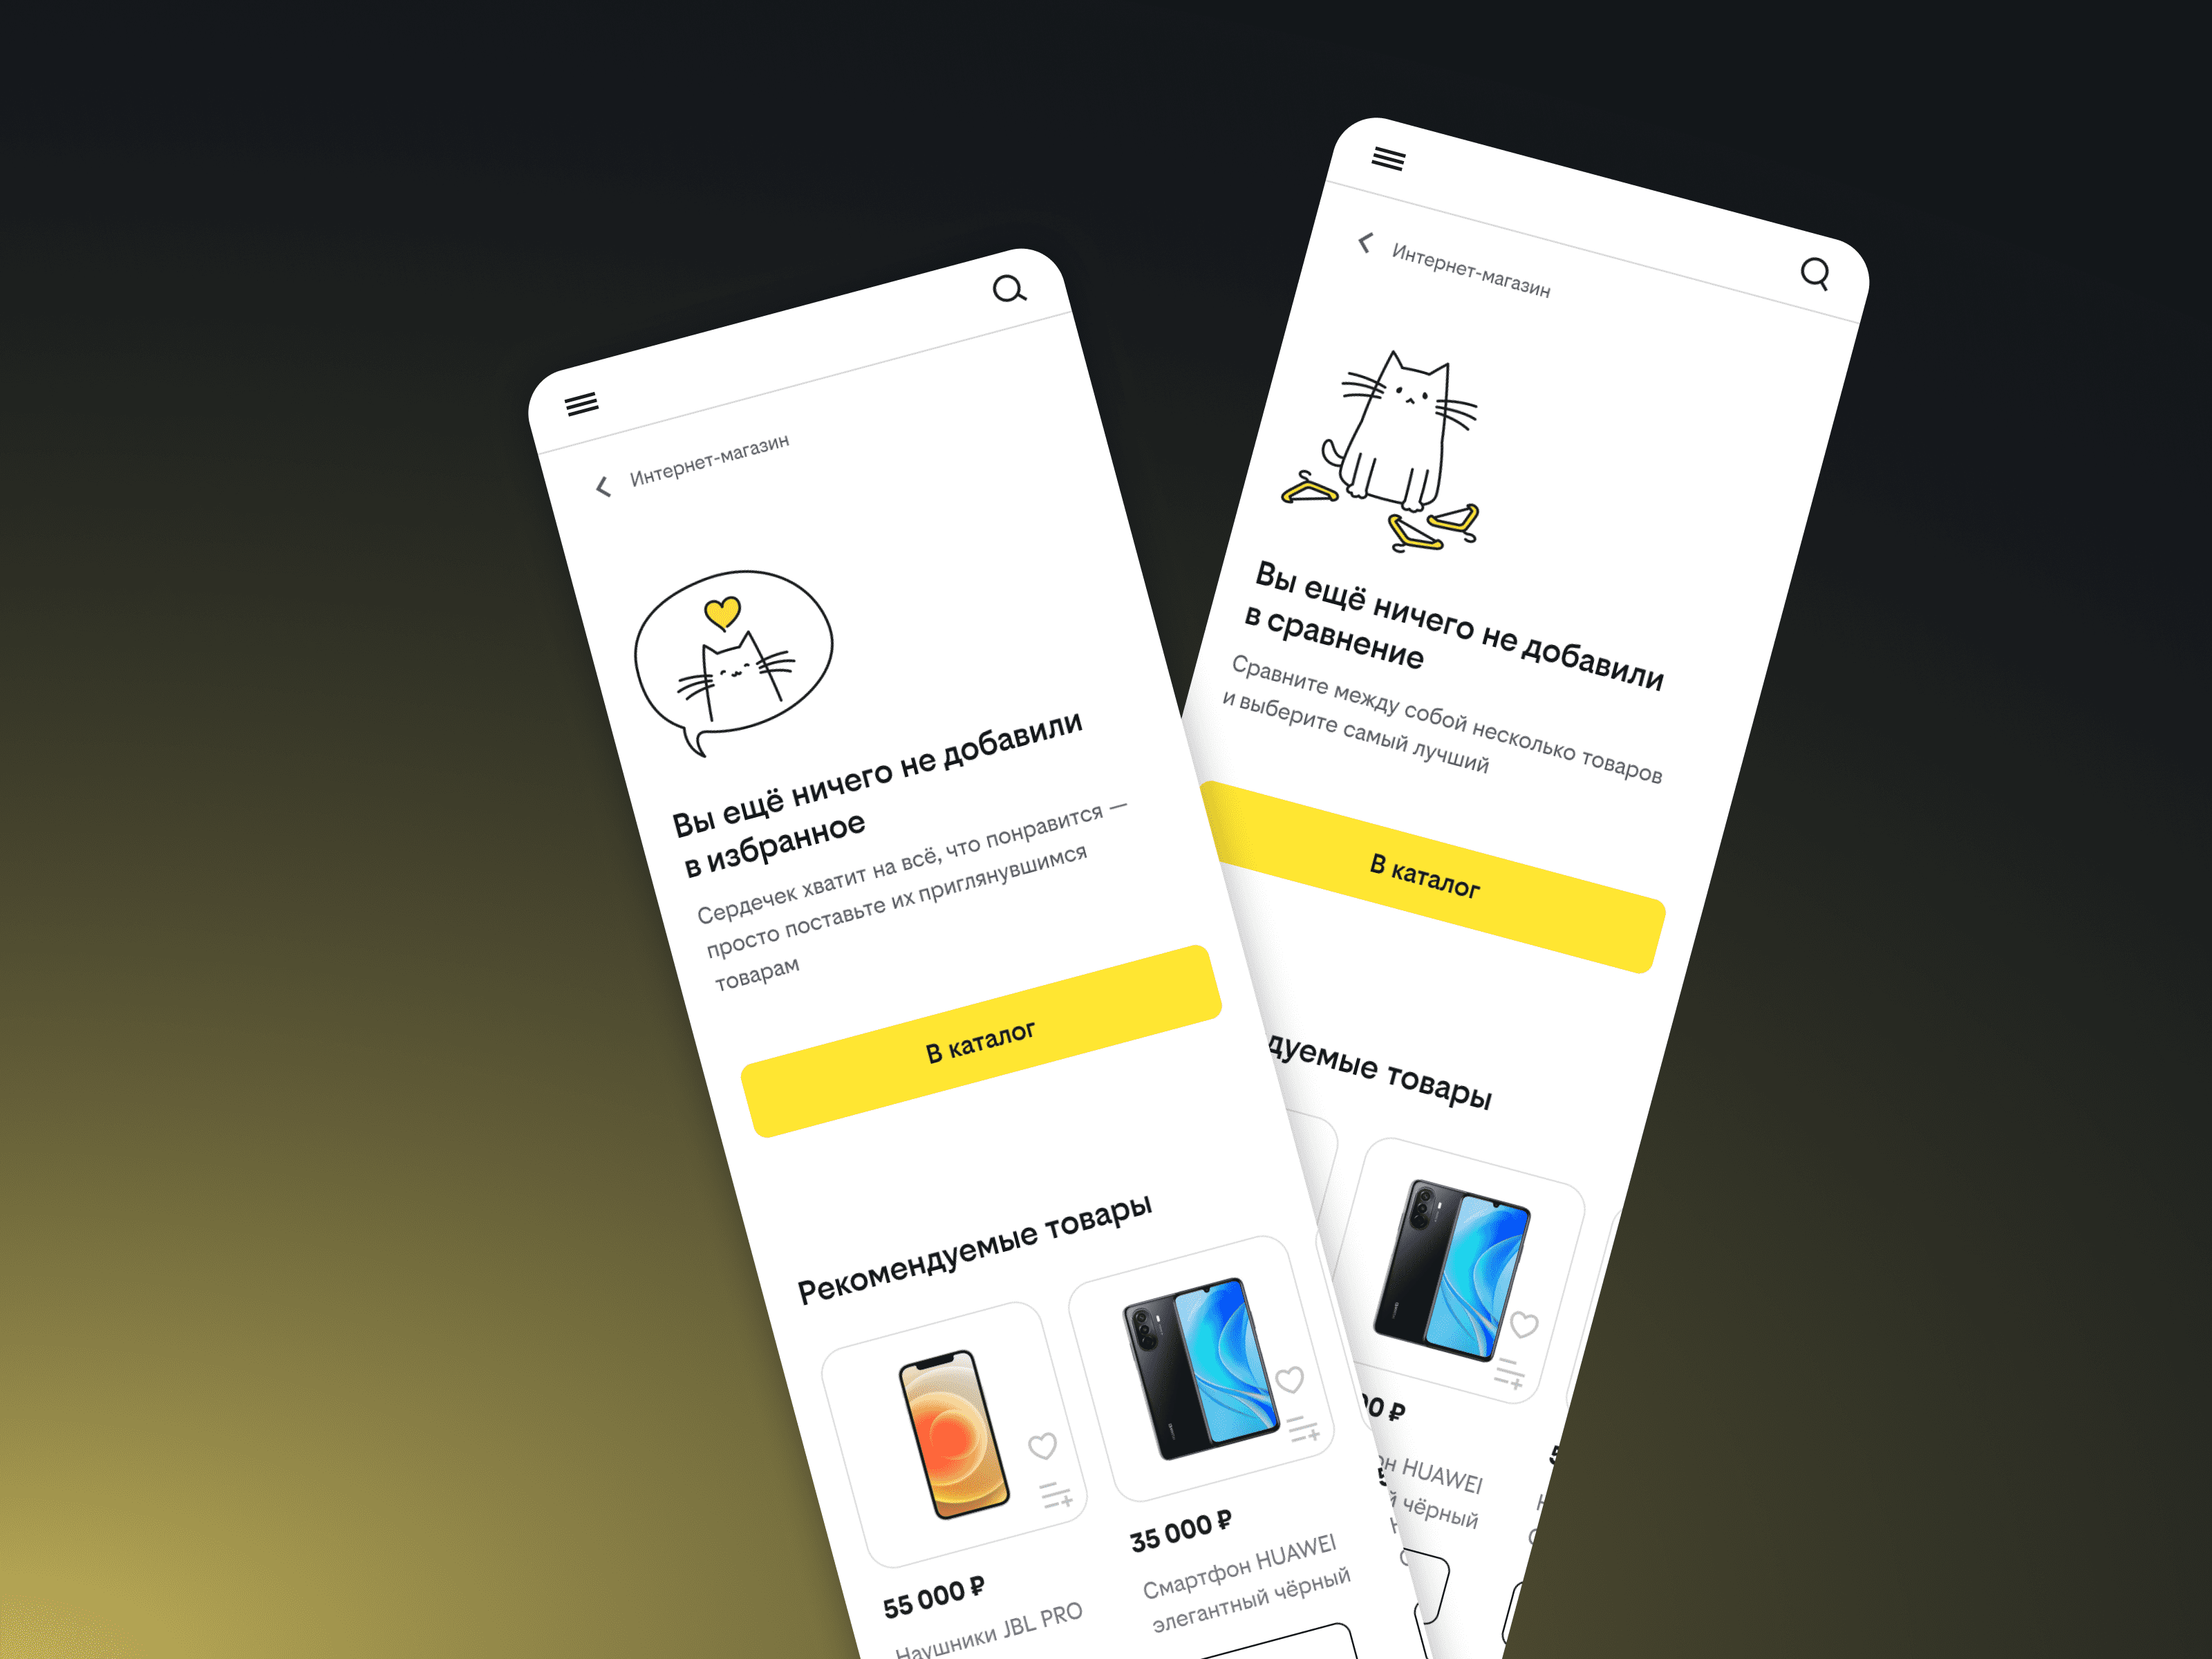 Интернет-магазин
Вы ещё ничего не добавили
в избранное
Сердечек хватит на всё, что понравится —
просто поставьте их приглянувшимся
товарам
В каталог
Рекомендуемые товары
55 000 ₽
Наушники JBL PRO
35 000 ₽
Смартфон HUAWEI
элегантный чёрный
Интернет-магазин
Вы ещё ничего не добавили
в сравнение
Сравните между собой несколько товаров
и выберите самый лучший
В каталог
товары
₽
HUAWEI
чёрный